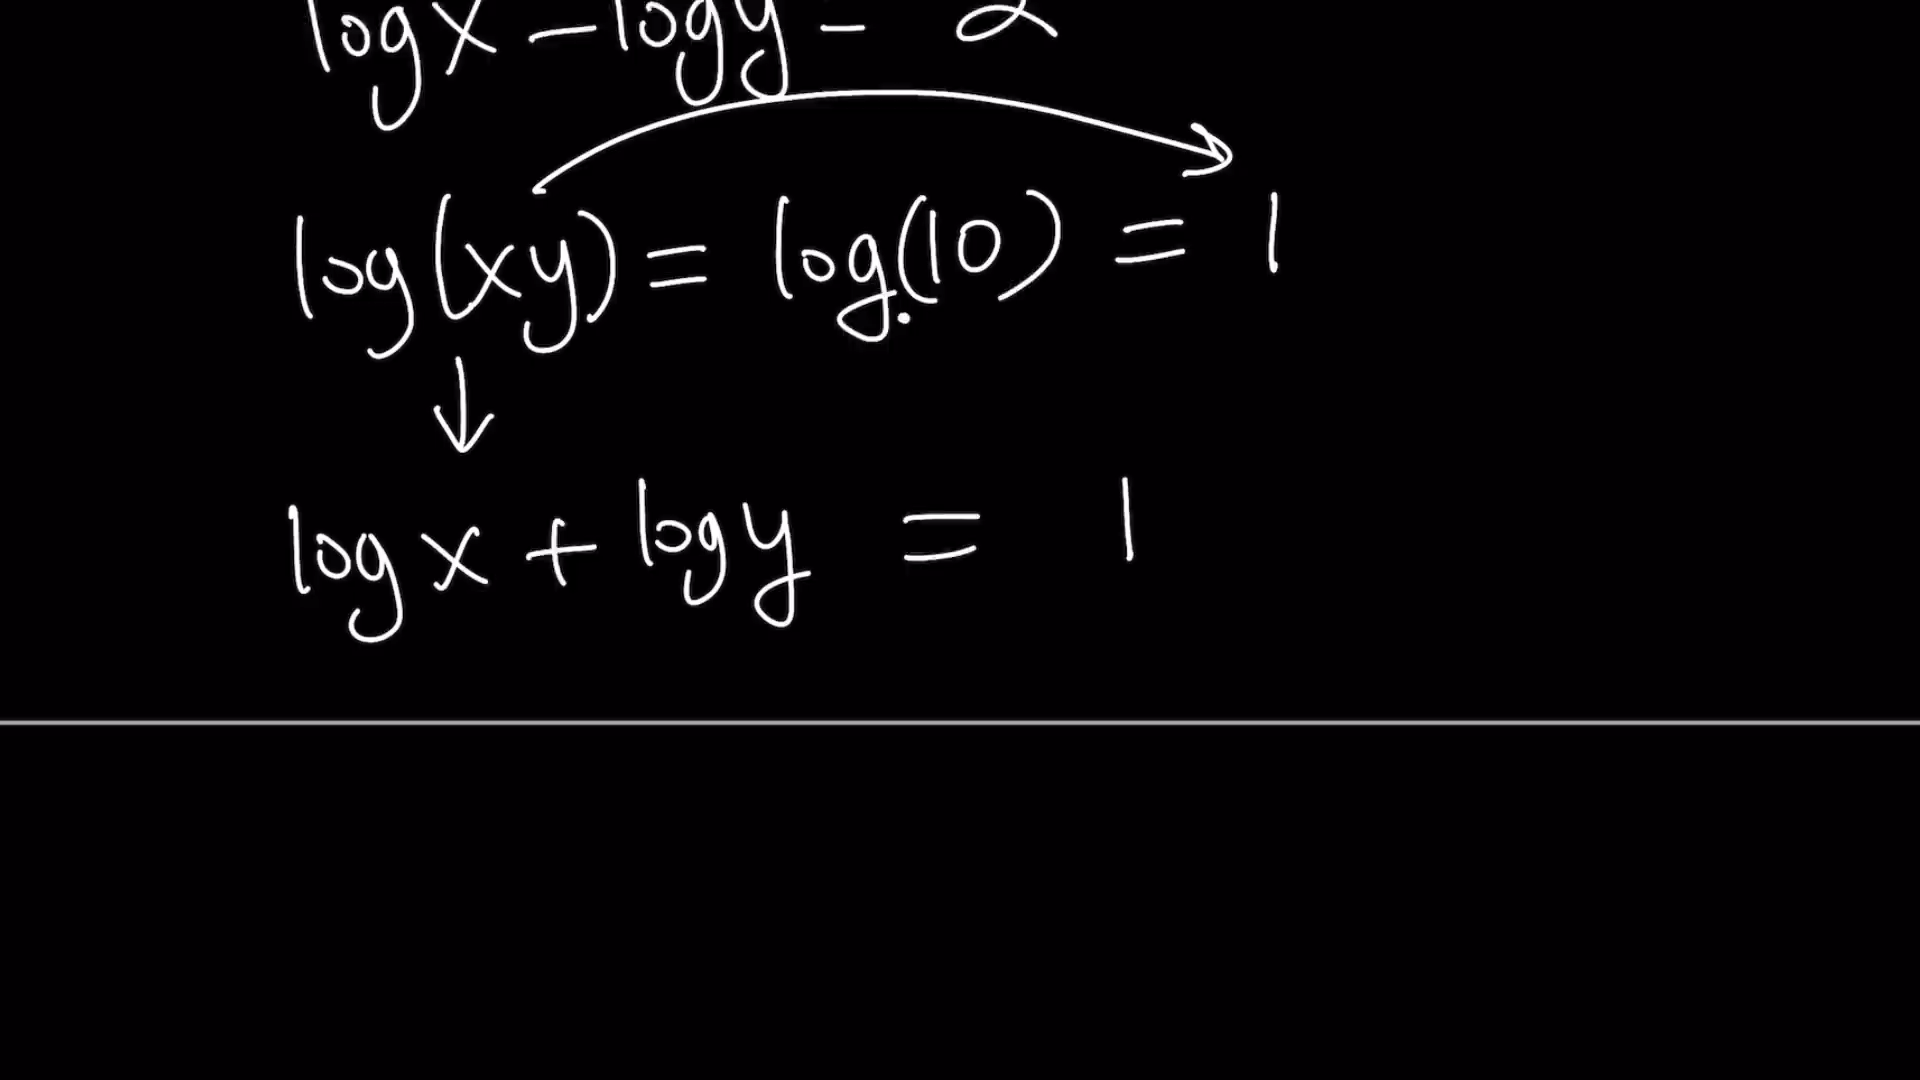 log x - log y = 2
log(xy) = log(10) = 1
log x + log y = 1